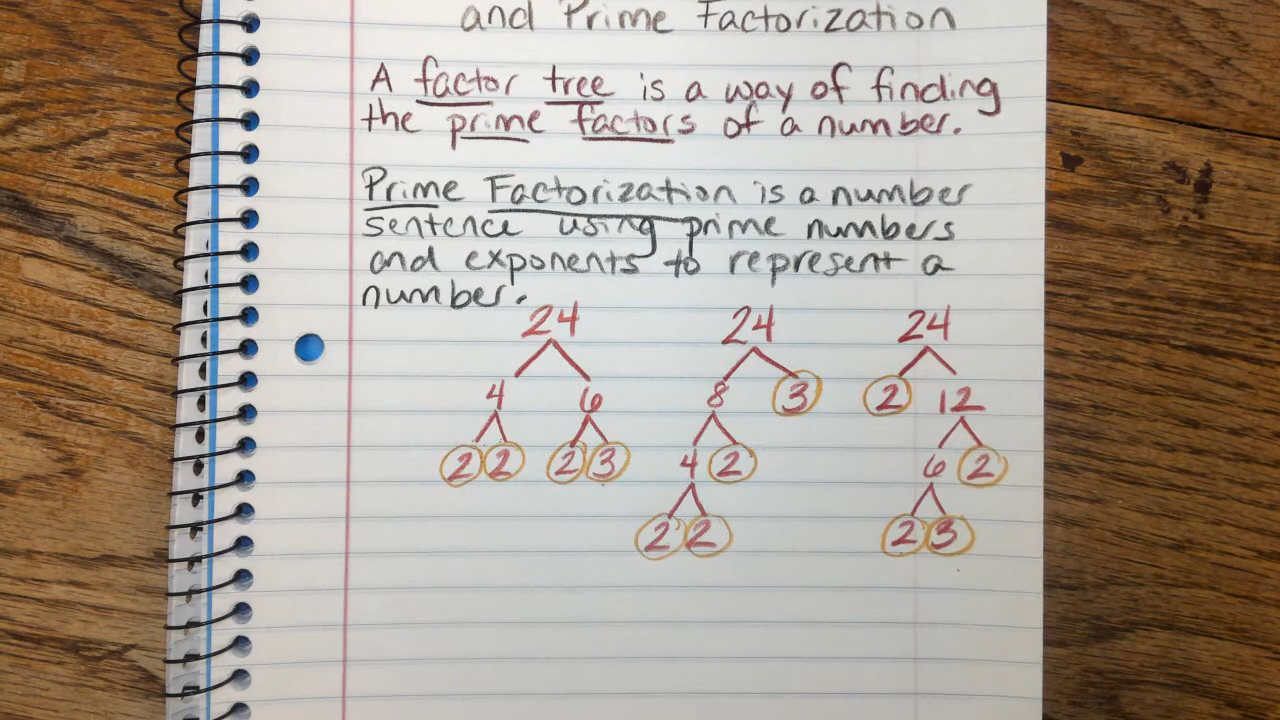 and Prime Factorization
A factor tree is a way of finding
the prime factors of a number.
Prime Factorization is a number
sentence using prime numbers
and exponents to represent a
number.
24 24 24
4 6 8 3 2 12
2 2 2 3 4 2 6 2
2 2 2 3